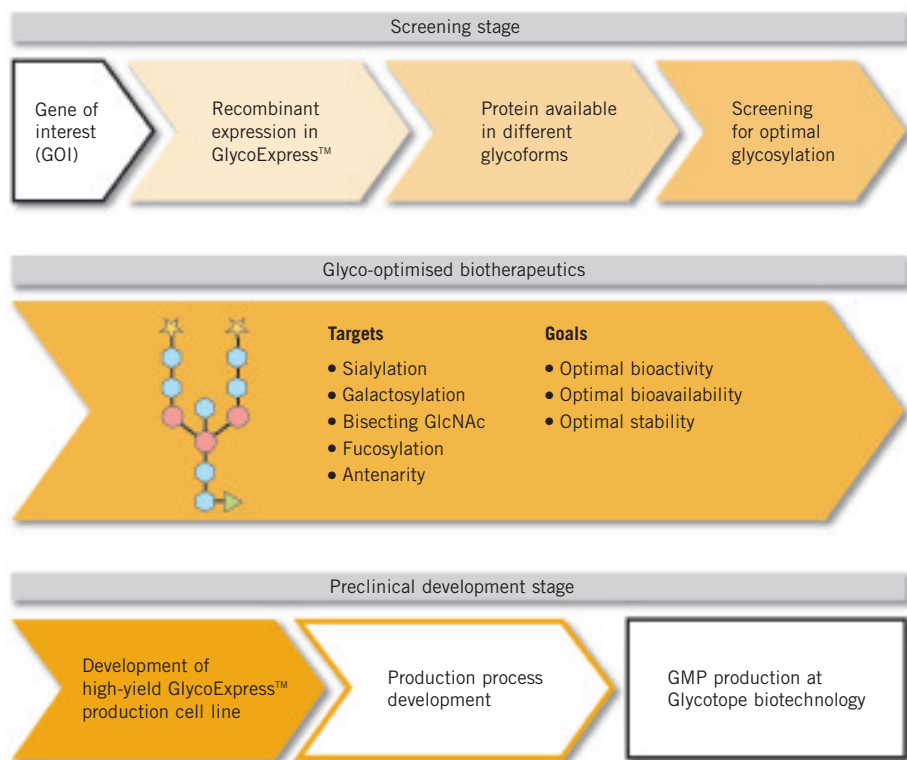 Screening stage
Gene of
interest
(GOI)
Recombinant
expression in
GlycoExpress™
Protein available
in different
glycoforms
Screening
for optimal
glycosylation
Glyco-optimised biotherapeutics
Targets
• Sialylation
• Galactosylation
• Bisecting GlcNAc
• Fucosylation
• Antenarity
Goals
• Optimal bioactivity
• Optimal bioavailability
• Optimal stability
Preclinical development stage
Development of
high-yield GlycoExpress™
production cell line
Production process
development
GMP production at
Glycotope biotechnology